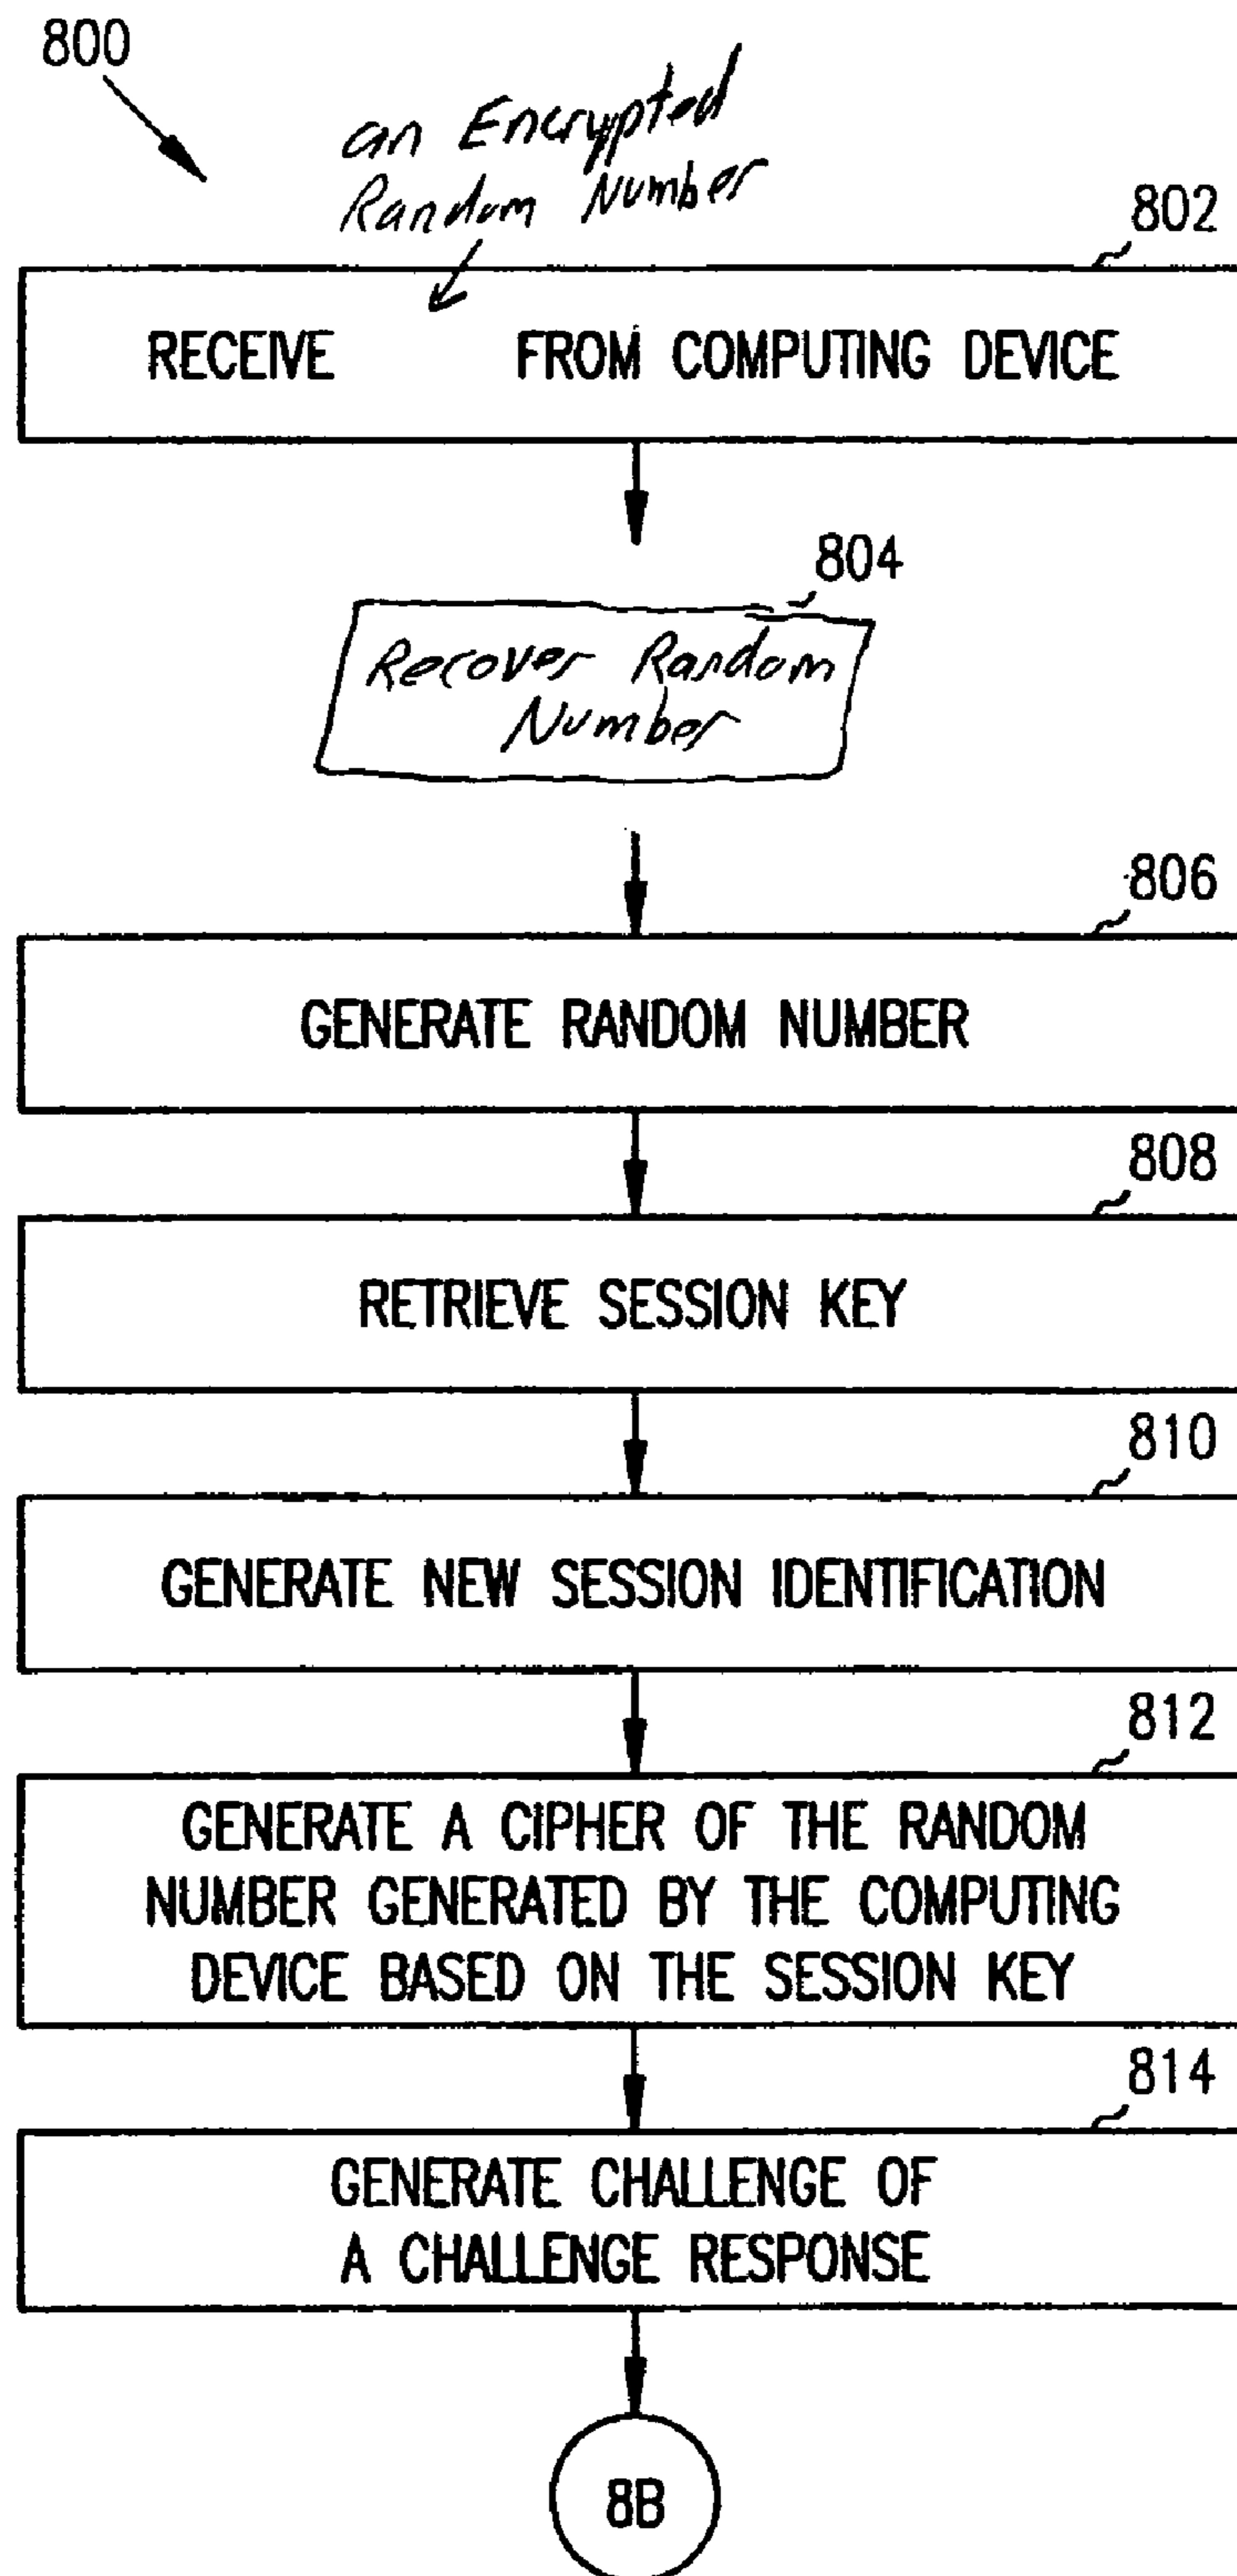 800
an Encrypted
Random Number
802
RECEIVE FROM COMPUTING DEVICE
804
Recover Random
Number
806
GENERATE RANDOM NUMBER
808
RETRIEVE SESSION KEY
810
GENERATE NEW SESSION IDENTIFICATION
812
GENERATE A CIPHER OF THE RANDOM
NUMBER GENERATED BY THE COMPUTING
DEVICE BASED ON THE SESSION KEY
814
GENERATE CHALLENGE OF
A CHALLENGE RESPONSE
8B